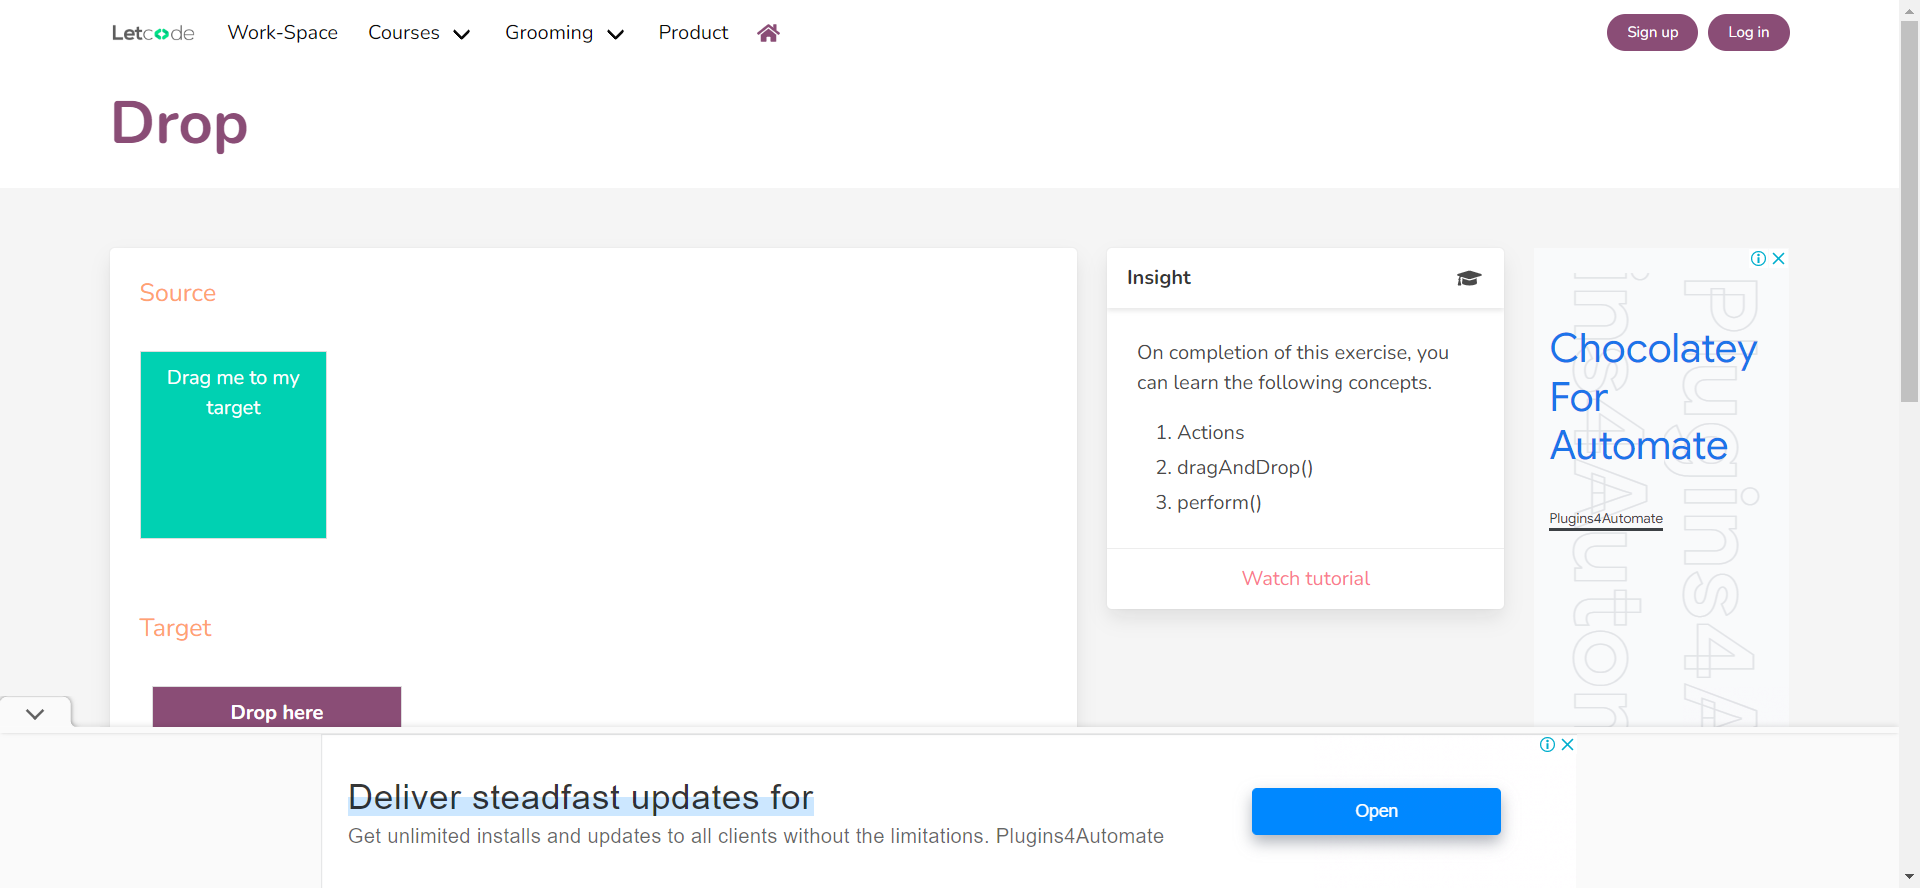 Letcode Work-Space Courses Grooming Product Sign up Log in
Drop
Source
Drag me to my
target
Target
Drop here
Insight
On completion of this exercise, you
can learn the following concepts.
1. Actions
2. dragAndDrop()
3. perform()
Watch tutorial
Chocolatey
For
Automate
Plugins4Automate
Plugins4A
ins4Autom
Deliver steadfast updates for
Get unlimited installs and updates to all clients without the limitations. Plugins4Automate
Open